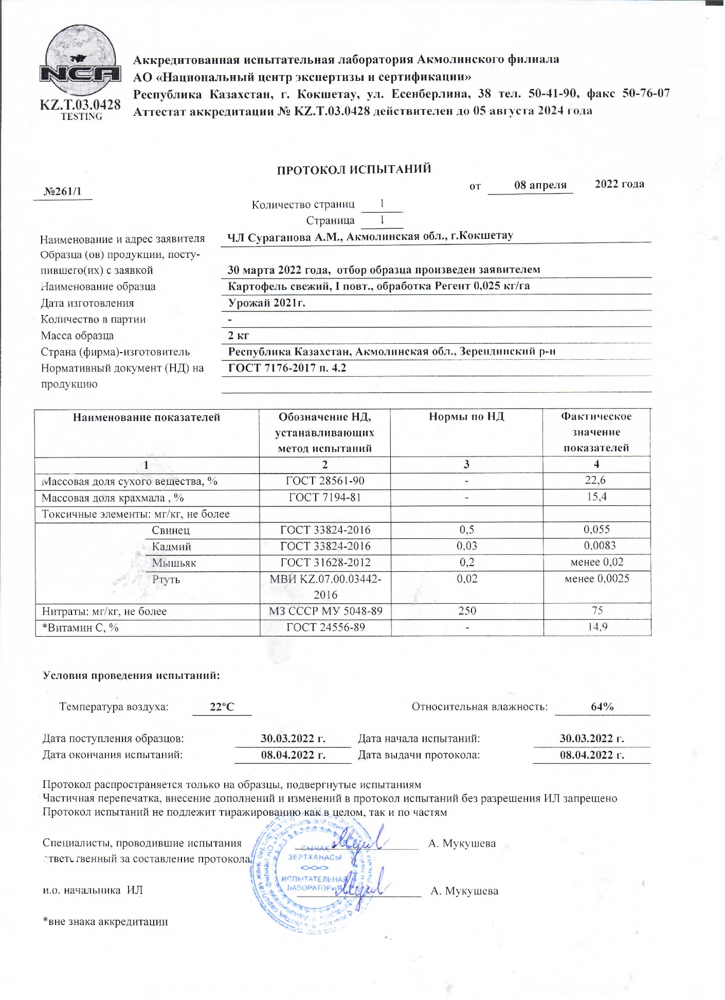 NCA
KZ.T.03.0428
TESTING
Аккредитованная испытательная лаборатория Акмолинского филиала
АО «Национальный центр экспертизы и сертификации»
Республика Казахстан, г. Кокшетау, ул. Есенберлина, 38 тел. 50-41-90, факс 50-76-07
Аттестат аккредитации № KZ.T.03.0428 действителен до 05 августа 2024 года
ПРОТОКОЛ ИСПЫТАНИЙ
№261/1 от 08 апреля 2022 года
Количество страниц 1
Страница 1
Наименование и адрес заявителя ЧЛ Сураганова А.М., Акмолинская обл., г.Кокшетау
Образца (ов) продукции, посту-
пившего(их) с заявкой 30 марта 2022 года, отбор образца произведен заявителем
Наименование образца Картофель свежий, I повт., обработка Регент 0,025 кг/га
Дата изготовления Урожай 2021г.
Количество в партии -
Масса образца 2 кг
Страна (фирма)-изготовитель Республика Казахстан, Акмолинская обл., Зерендинский р-н
Нормативный документ (НД) на ГОСТ 7176-2017 п. 4.2
продукцию
Наименование показателей Обозначение НД, Нормы по НД Фактическое
устанавливающих значение
метод испытаний показателей
1 2 3 4
Массовая доля сухого вещества, % ГОСТ 28561-90 - 22,6
Массовая доля крахмала , % ГОСТ 7194-81 - 15,4
Токсичные элементы: мг/кг, не более
Свинец ГОСТ 33824-2016 0,5 0,055
Кадмий ГОСТ 33824-2016 0,03 0,0083
Мышьяк ГОСТ 31628-2012 0,2 менее 0,02
Ртуть МВИ KZ.07.00.03442- 0,02 менее 0,0025
2016
Нитраты: мг/кг, не более МЗ СССР МУ 5048-89 250 75
*Витамин С, % ГОСТ 24556-89 - 14,9
Условия проведения испытаний:
Температура воздуха: 22ºС Относительная влажность: 64%
Дата поступления образцов: 30.03.2022 г. Дата начала испытаний: 30.03.2022 г.
Дата окончания испытаний: 08.04.2022 г. Дата выдачи протокола: 08.04.2022 г.
Протокол распространяется только на образцы, подвергнутые испытаниям
Частичная перепечатка, внесение дополнений и изменений в протокол испытаний без разрешения ИЛ запрещено
Протокол испытаний не подлежит тиражированию как в целом, так и по частям
Специалисты, проводившие испытания А. Мукушева
тветственный за составление протокола
СЫНАҚ
ЗЕРТХАНАСЫ
ИСПЫТАТЕЛЬНАЯ
ЛАБОРАТОРИЯ
и.о. начальника ИЛ А. Мукушева
*вне знака аккредитации